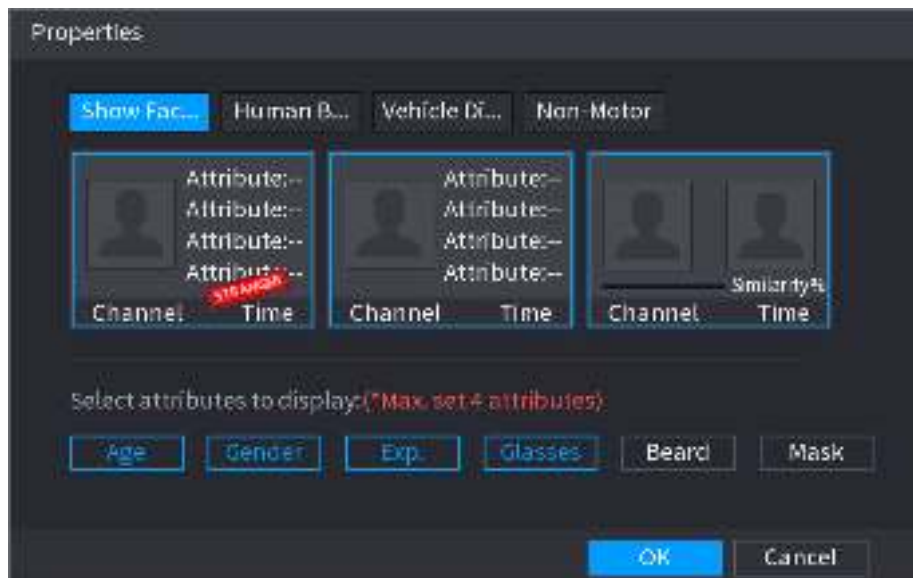 Properties
Show Fac... Human B... Vehicle Di... Non-Motor
Attribute:--
Attribute:--
Attribute:--
Attribute:--
STRANGER
Channel Time
Attribute:--
Attribute:--
Attribute:--
Attribute:--
Channel Time
Similarity%
Channel Time
Select attributes to display:(*Max. set 4 attributes)
Age Gender Exp. Glasses Beard Mask
OK Cancel